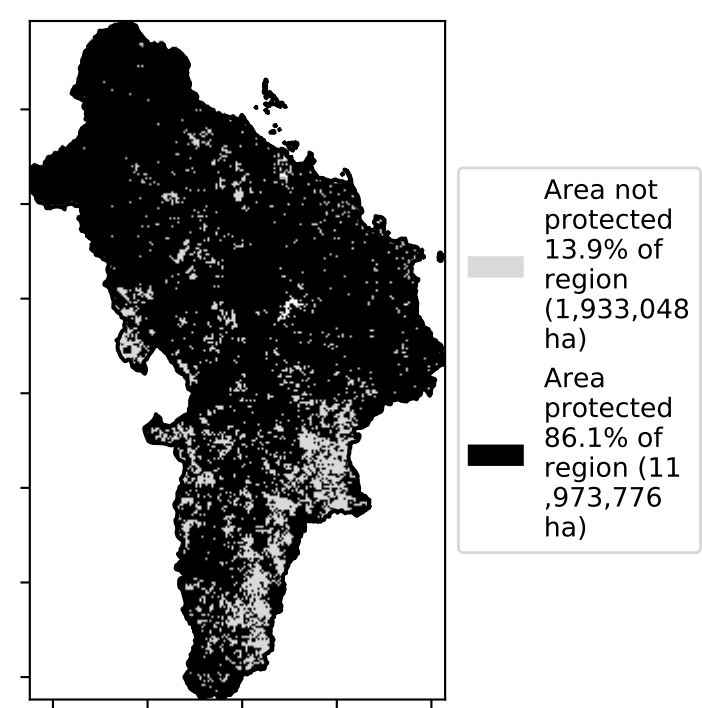 Area not
protected
13.9% of
region
(1,933,048
ha)
Area
protected
86.1% of
region (11
,973,776
ha)